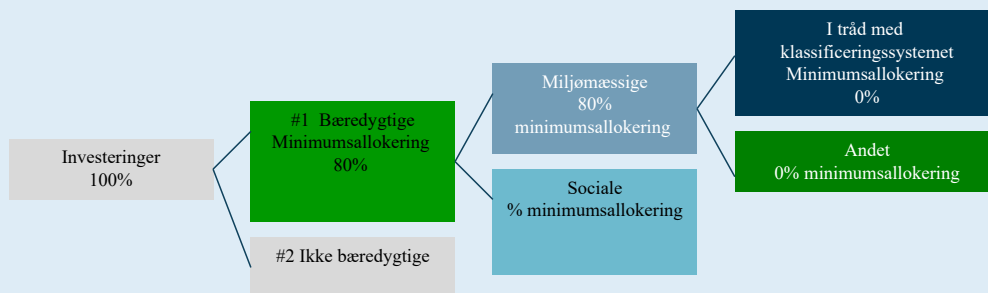 Investeringer
100%
#1 Bæredygtige
Minimumsallokering
80%
#2 Ikke bæredygtige
Miljømæssige
80%
minimumsallokering
Sociale
% minimumsallokering
I tråd med
klassificeringssystemet
Minimumsallokering
0%
Andet
0% minimumsallokering